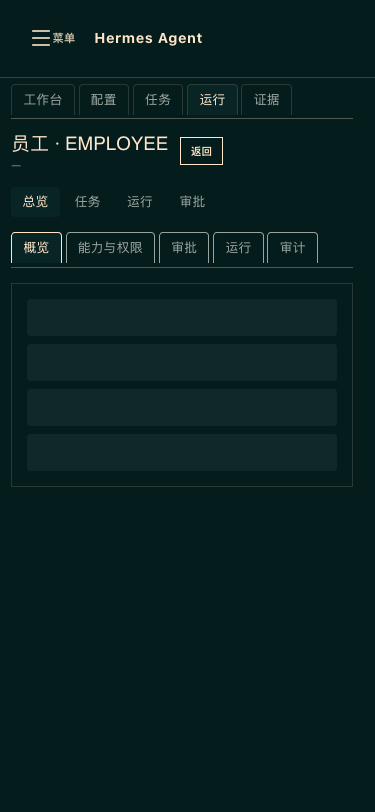 菜单 Hermes Agent
工作台 配置 任务 运行 证据
员工 · EMPLOYEE 返回
—
总览 任务 运行 审批
概览 能力与权限 审批 运行 审计